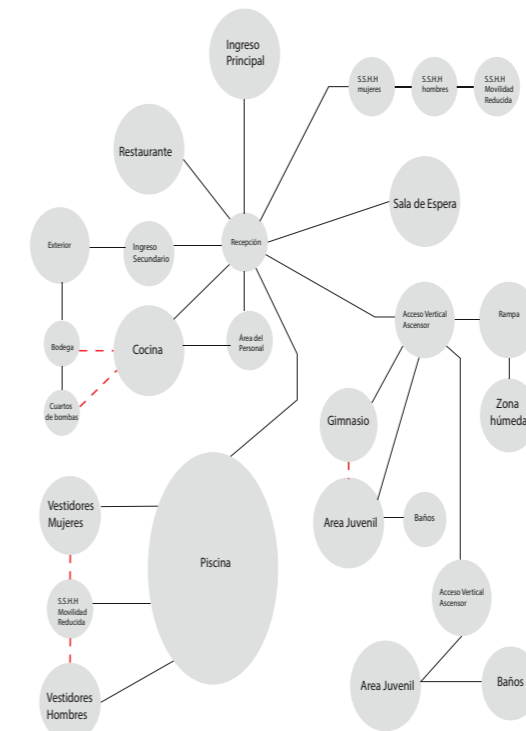 Ingreso
Principal
S.S.H.H
mujeres
S.S.H.H
hombres
S.S.H.H
Movilidad
Reducida
Restaurante
Sala de Espera
Exterior
Ingreso
Secundario
Recepción
Bodega
Cocina
Área del
Personal
Acceso Vertical
Ascensor
Rampa
Cuartos
de bombas
Gimnasio
Zona
húmeda
Vestidores
Mujeres
Area Juvenil
Baños
Piscina
S.S.H.H
Movilidad
Reducida
Acceso Vertical
Ascensor
Vestidores
Hombres
Area Juvenil
Baños